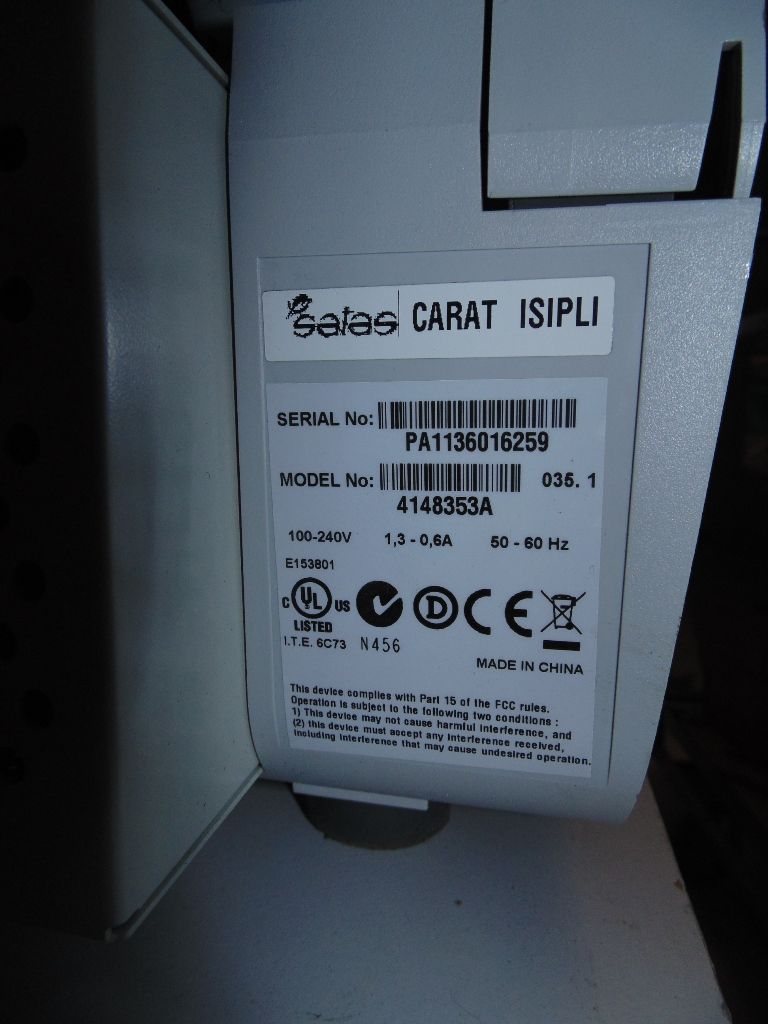 satas CARAT ISIPLI
SERIAL No:
PA1136016259
MODEL No: 035. 1
4148353A
100-240V 1,3 - 0,6A 50 - 60 Hz
E153801
C UL US D CE
LISTED
I.T.E. 6C73 N456
MADE IN CHINA
This device complies with Part 15 of the FCC rules.
Operation is subject to the following two conditions :
1) This device may not cause harmful interference, and
(2) this device must accept any interference received,
including interference that may cause undesired operation.